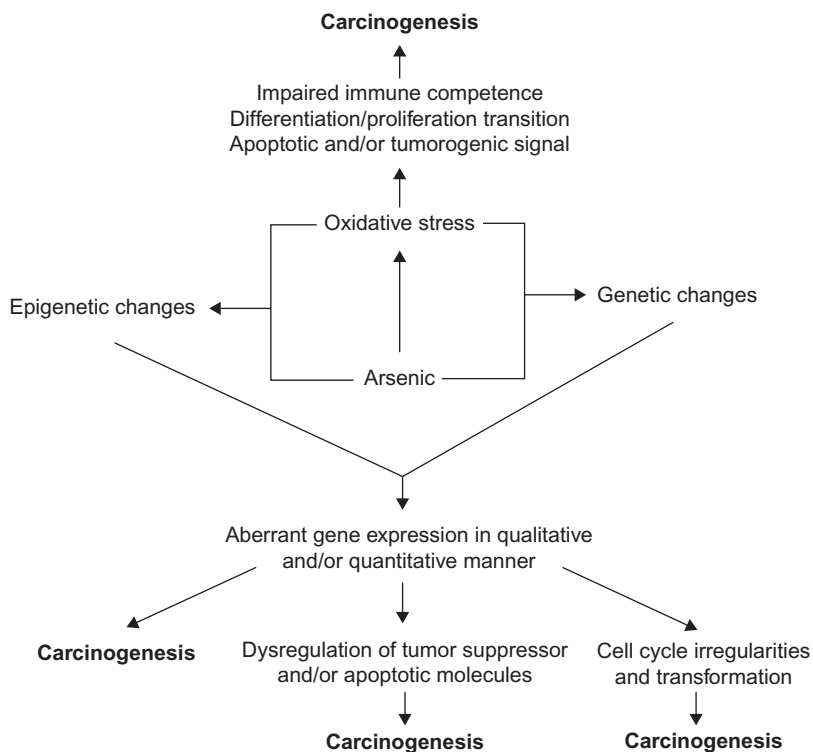 Carcinogenesis
Impaired immune competence
Differentiation/proliferation transition
Apoptotic and/or tumorogenic signal
Oxidative stress
Epigenetic changes
Genetic changes
Arsenic
Aberrant gene expression in qualitative
and/or quantitative manner
Carcinogenesis
Dysregulation of tumor suppressor
and/or apoptotic molecules
Cell cycle irregularities
and transformation
Carcinogenesis
Carcinogenesis